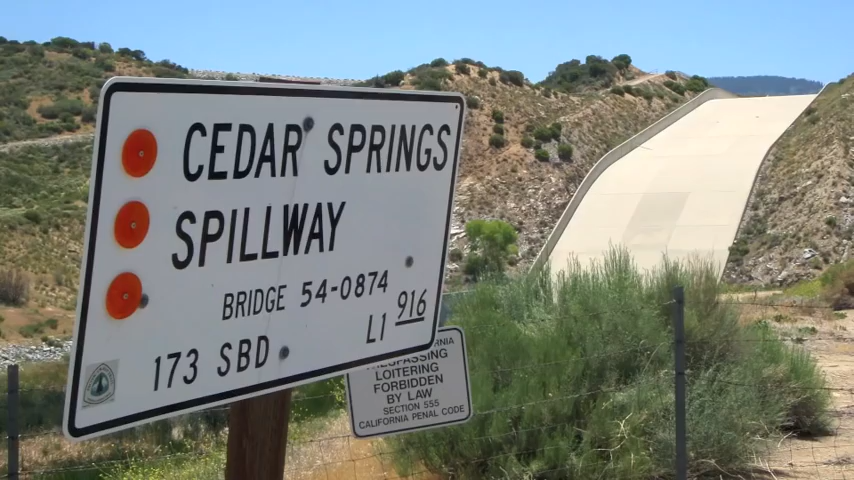 CEDAR SPRINGS
SPILLWAY
BRIDGE 54-0874
173 SBD L1 916
LOITERING
FORBIDDEN
BY LAW
SECTION 555
CALIFORNIA PENAL CODE